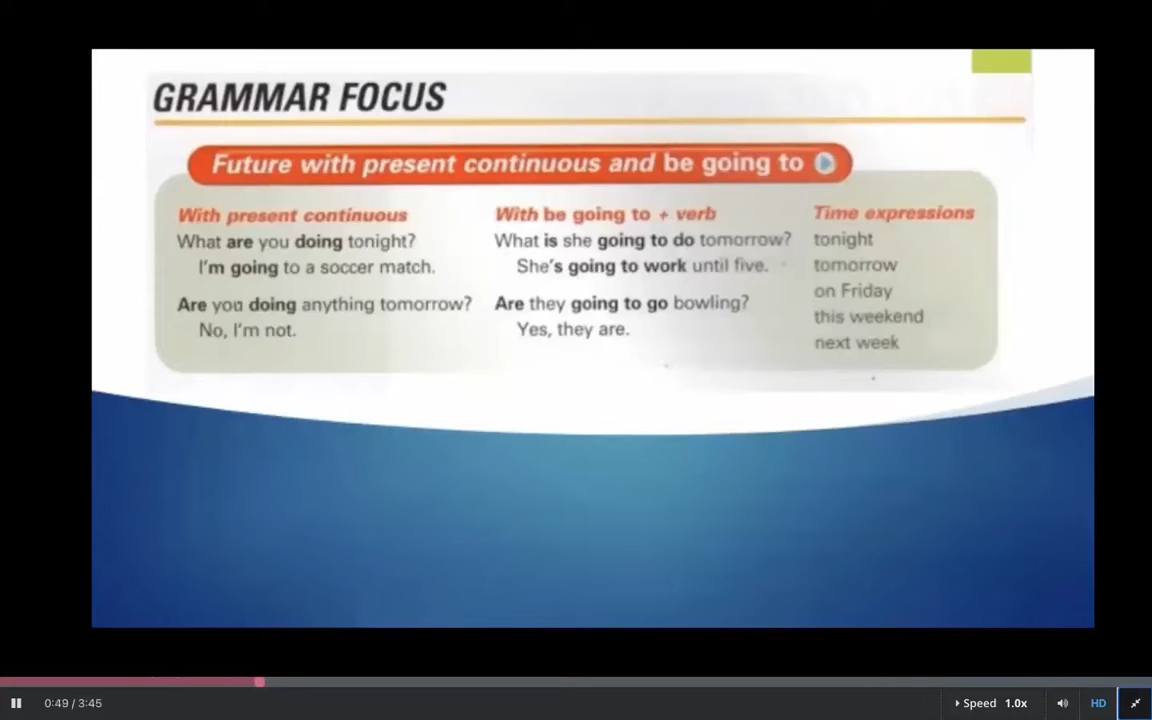 GRAMMAR FOCUS
Future with present continuous and be going to
With present continuous
What are you doing tonight?
I'm going to a soccer match.
Are you doing anything tomorrow?
No, I'm not.
With be going to + verb
What is she going to do tomorrow?
She's going to work until five.
Are they going to go bowling?
Yes, they are.
Time expressions
tonight
tomorrow
on Friday
this weekend
next week
0:49 / 3:45
Speed 1.0x
HD